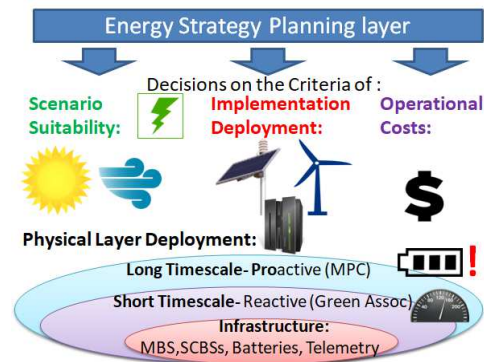 Energy Strategy Planning layer
Decisions on the Criteria of :
Scenario Suitability:
Implementation Deployment:
Operational Costs:
$
Physical Layer Deployment:
!
Long Timescale- Proactive (MPC)
Short Timescale- Reactive (Green Assoc)
Infrastructure:
MBS,SCBSs, Batteries, Telemetry